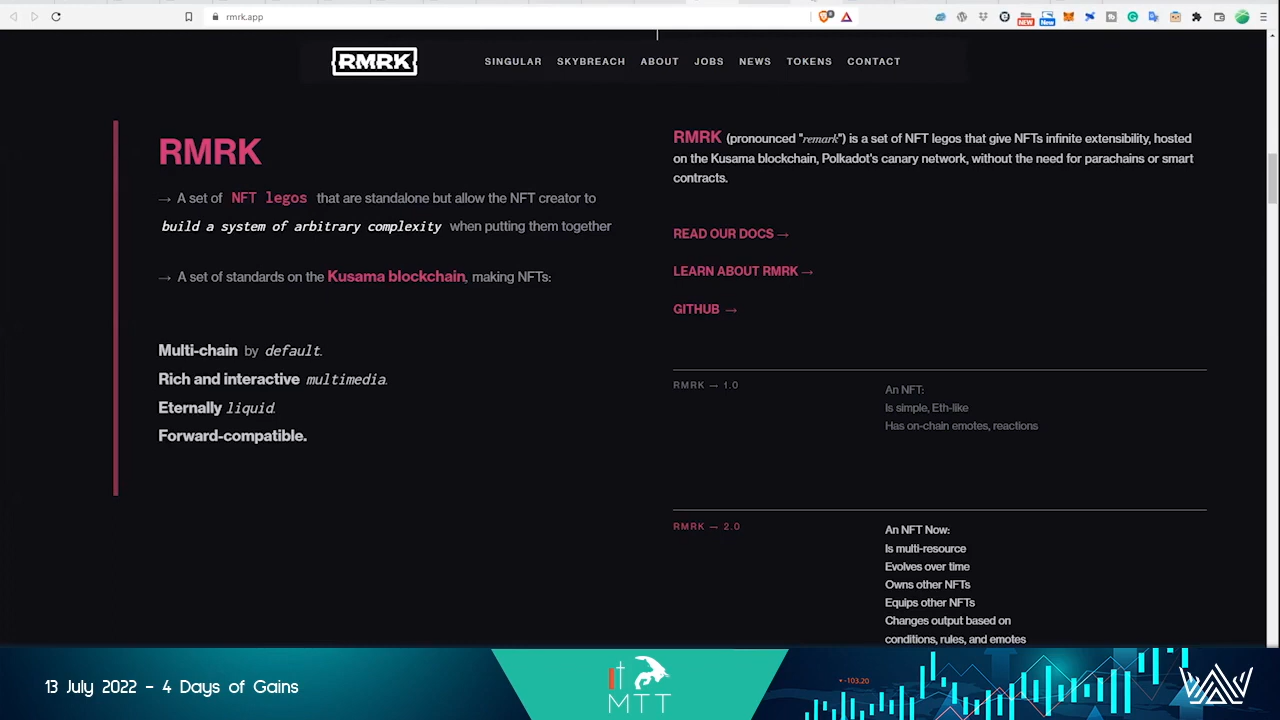 rmrk.app
NEW
New
RMRK
SINGULAR SKYBREACH ABOUT JOBS NEWS TOKENS CONTACT
RMRK
→ A set of NFT legos that are standalone but allow the NFT creator to
build a system of arbitrary complexity when putting them together
→ A set of standards on the Kusama blockchain, making NFTs:
Multi-chain by default.
Rich and interactive multimedia.
Eternally liquid.
Forward-compatible.
RMRK (pronounced "remark") is a set of NFT legos that give NFTs infinite extensibility, hosted
on the Kusama blockchain, Polkadot's canary network, without the need for parachains or smart
contracts.
READ OUR DOCS →
LEARN ABOUT RMRK →
GITHUB →
RMRK → 1.0
An NFT:
Is simple, Eth-like
Has on-chain emotes, reactions
RMRK → 2.0
An NFT Now:
Is multi-resource
Evolves over time
Owns other NFTs
Equips other NFTs
Changes output based on
conditions, rules, and emotes
13 July 2022 - 4 Days of Gains
MTT
-103.20